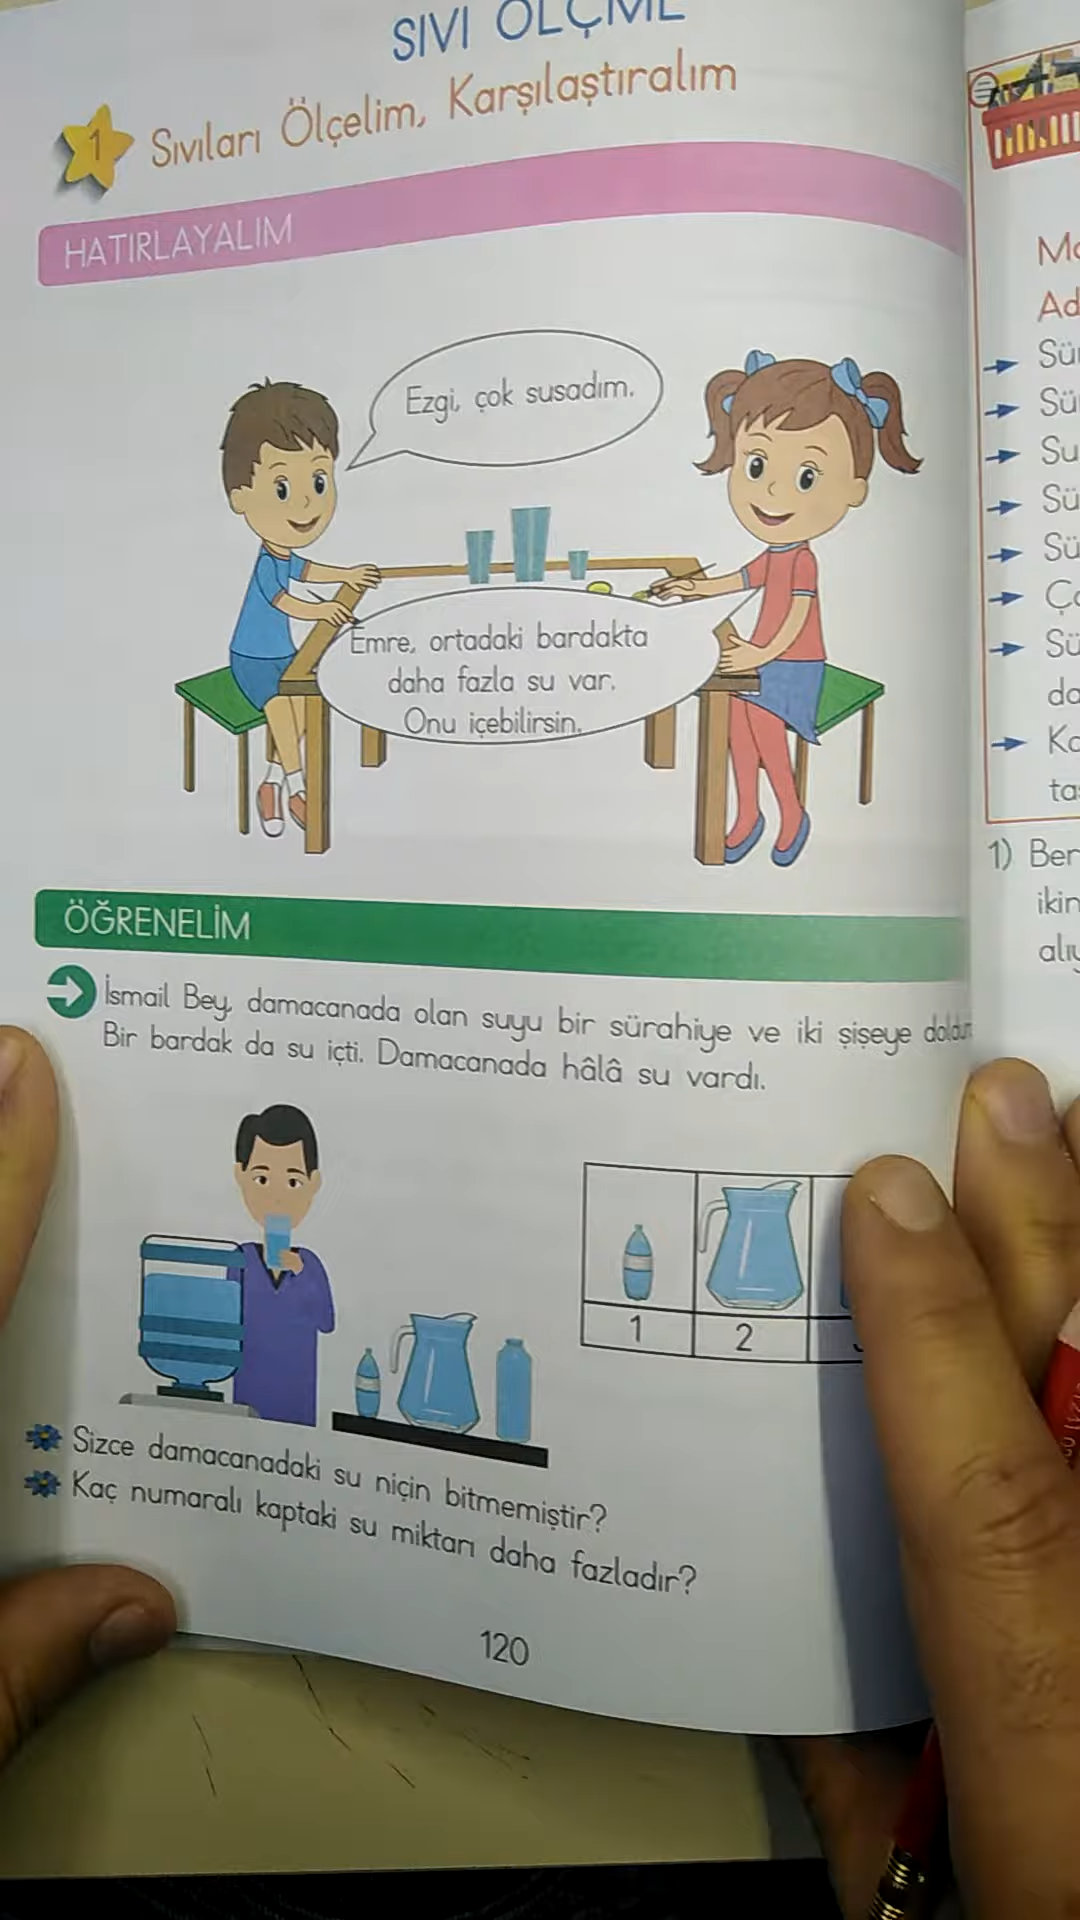 SIVI ÖLÇME
1 Sıvıları Ölçelim, Karşılaştıralım
HATIRLAYALIM
Ezgi, çok susadım.
Emre, ortadaki bardakta
daha fazla su var.
Onu içebilirsin.
ÖĞRENELİM
İsmail Bey, damacanada olan suyu bir sürahiye ve iki şişeye
Bir bardak da su içti. Damacanada hâlâ su vardı.
1 2
Sizce damacanadaki su niçin bitmemiştir?
Kaç numaralı kaptaki su miktarı daha fazladır?
120
1)